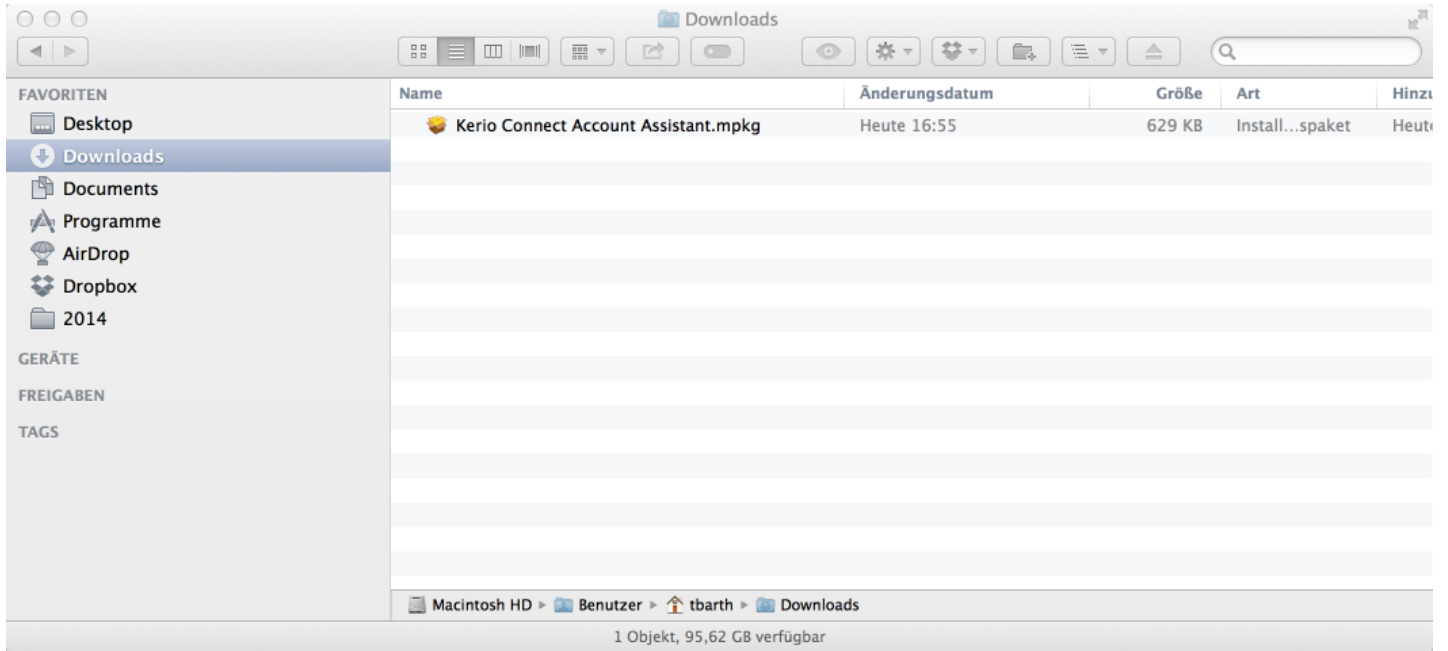 Downloads
FAVORITEN
Desktop
Downloads
Documents
Programme
AirDrop
Dropbox
2014
GERÄTE
FREIGABEN
TAGS
Name Änderungsdatum Größe Art Hinzu
Kerio Connect Account Assistant.mpkg Heute 16:55 629 KB Install...spaket Heute
Macintosh HD ▸ Benutzer ▸ tbarth ▸ Downloads
1 Objekt, 95,62 GB verfügbar